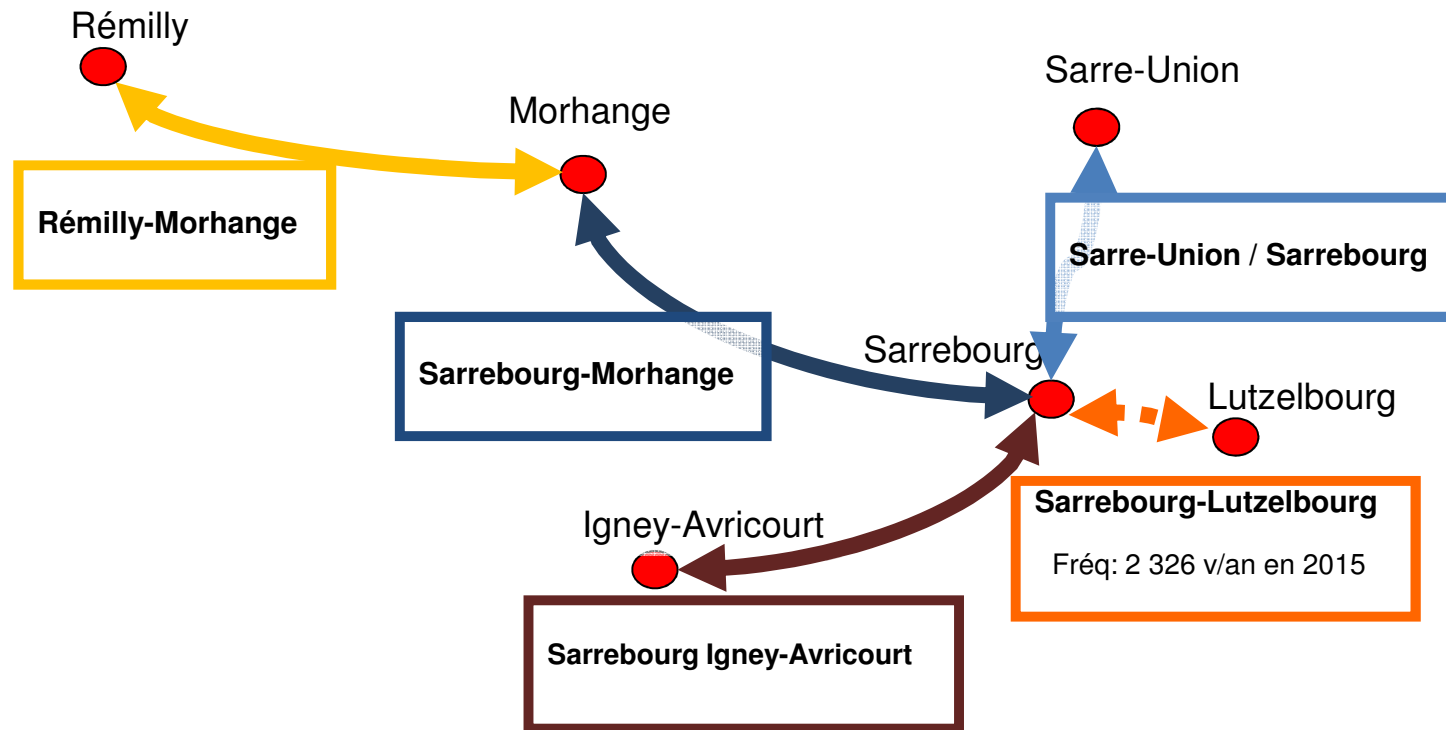 Rémilly
Sarre-Union
Morhange
Rémilly-Morhange
Sarre-Union / Sarrebourg
Sarrebourg
Sarrebourg-Morhange
Lutzelbourg
Sarrebourg-Lutzelbourg
Fréq: 2 326 v/an en 2015
Igney-Avricourt
Sarrebourg Igney-Avricourt